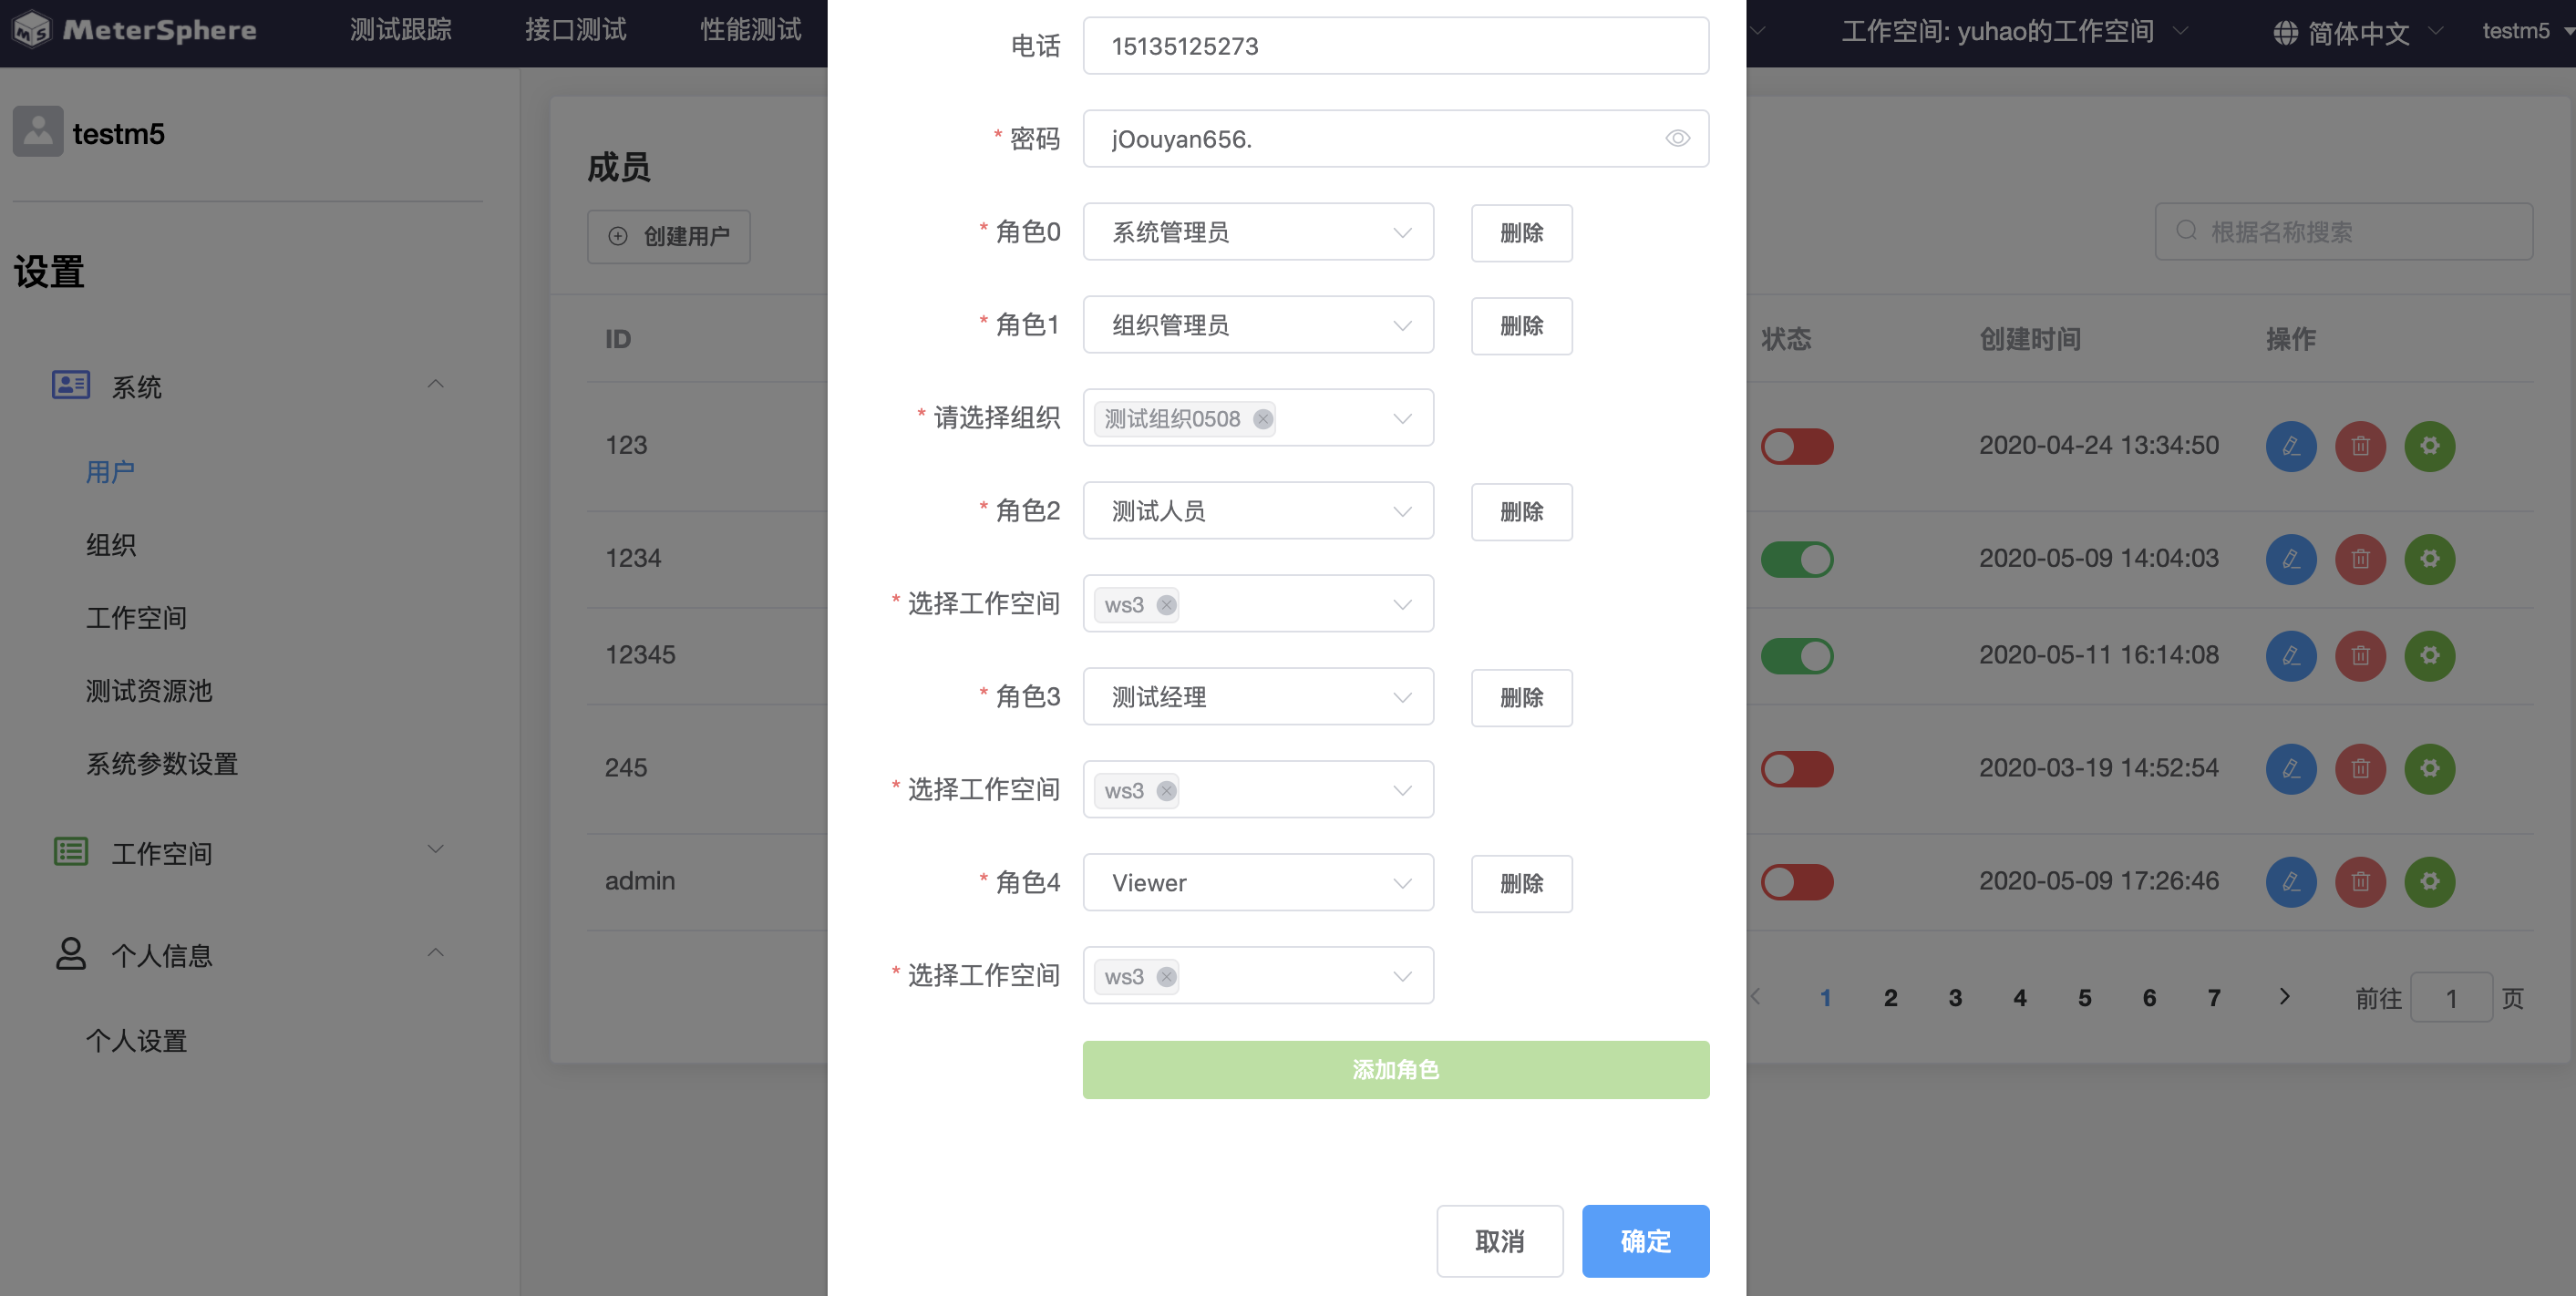 MeterSphere 测试跟踪 接口测试 性能测试 工作空间: yuhao的工作空间 简体中文 testm5
testm5
设置
系统
用户
组织
工作空间
测试资源池
系统参数设置
工作空间
个人信息
个人设置
成员
创建用户
根据名称搜索
ID 状态 创建时间 操作
123 2020-04-24 13:34:50
1234 2020-05-09 14:04:03
12345 2020-05-11 16:14:08
245 2020-03-19 14:52:54
admin 2020-05-09 17:26:46
1 2 3 4 5 6 7 前往 1 页
电话 15135125273
* 密码 jOouyan656.
* 角色0 系统管理员 删除
* 角色1 组织管理员 删除
* 请选择组织 测试组织0508
* 角色2 测试人员 删除
* 选择工作空间 ws3
* 角色3 测试经理 删除
* 选择工作空间 ws3
* 角色4 Viewer 删除
* 选择工作空间 ws3
添加角色
取消 确定